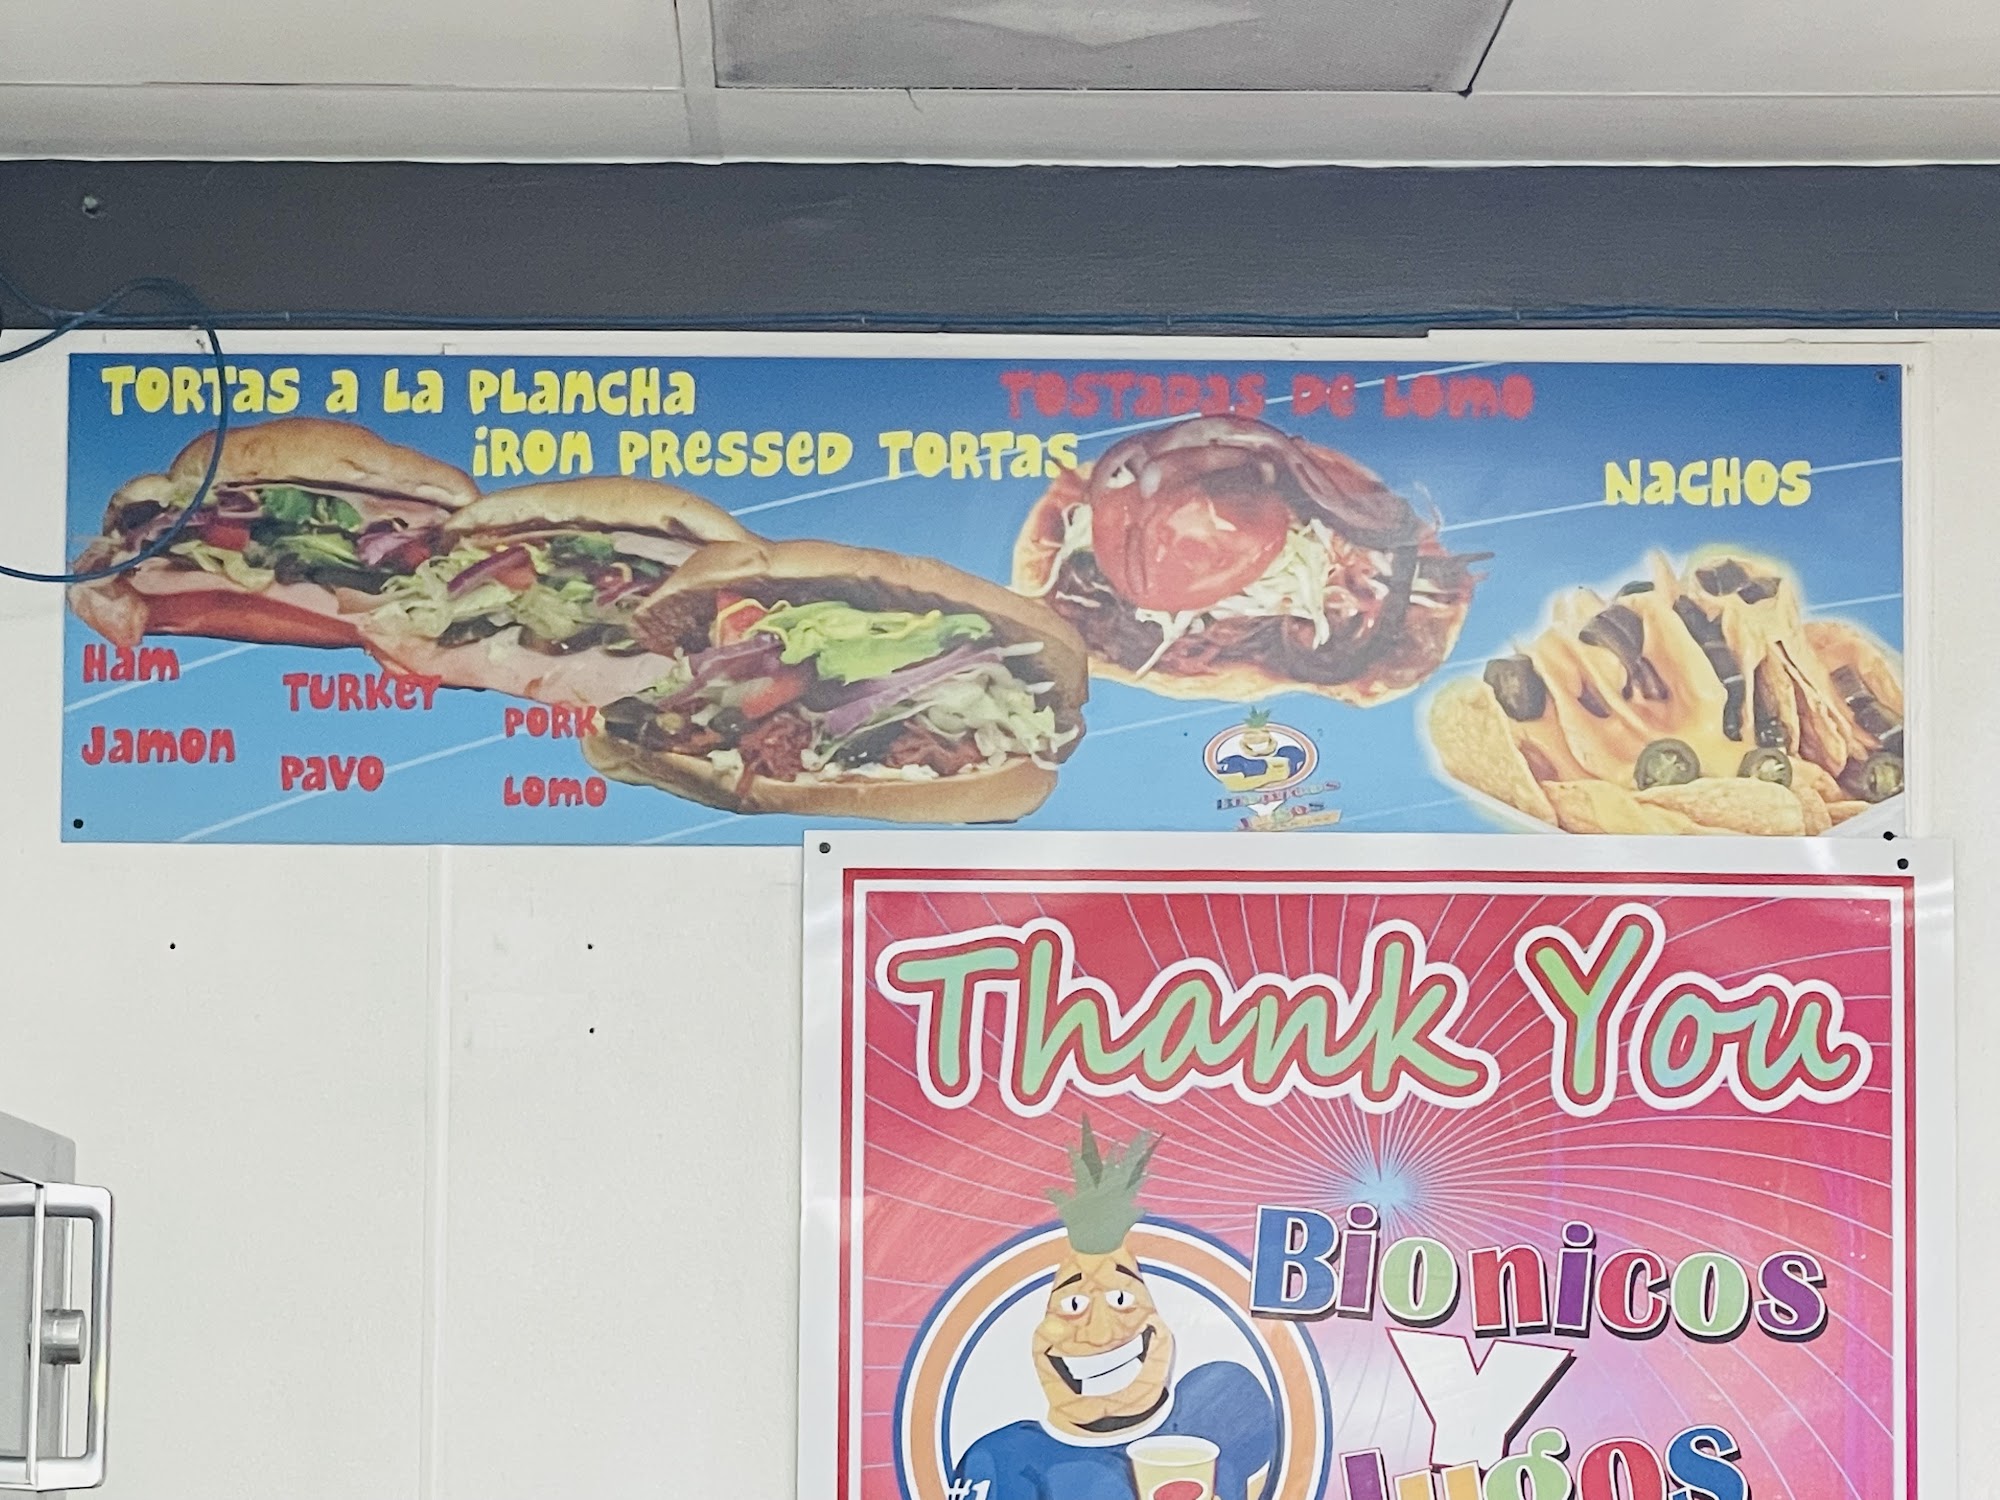 TORTAS A LA PLANCHA
IRON PRESSED TORTAS
TOSTADAS DE LOMO
NACHOS
HAM
JAMON
TURKEY
PAVO
PORK
LOMO
Thank You
Bionicos
Y
Jugos
#1